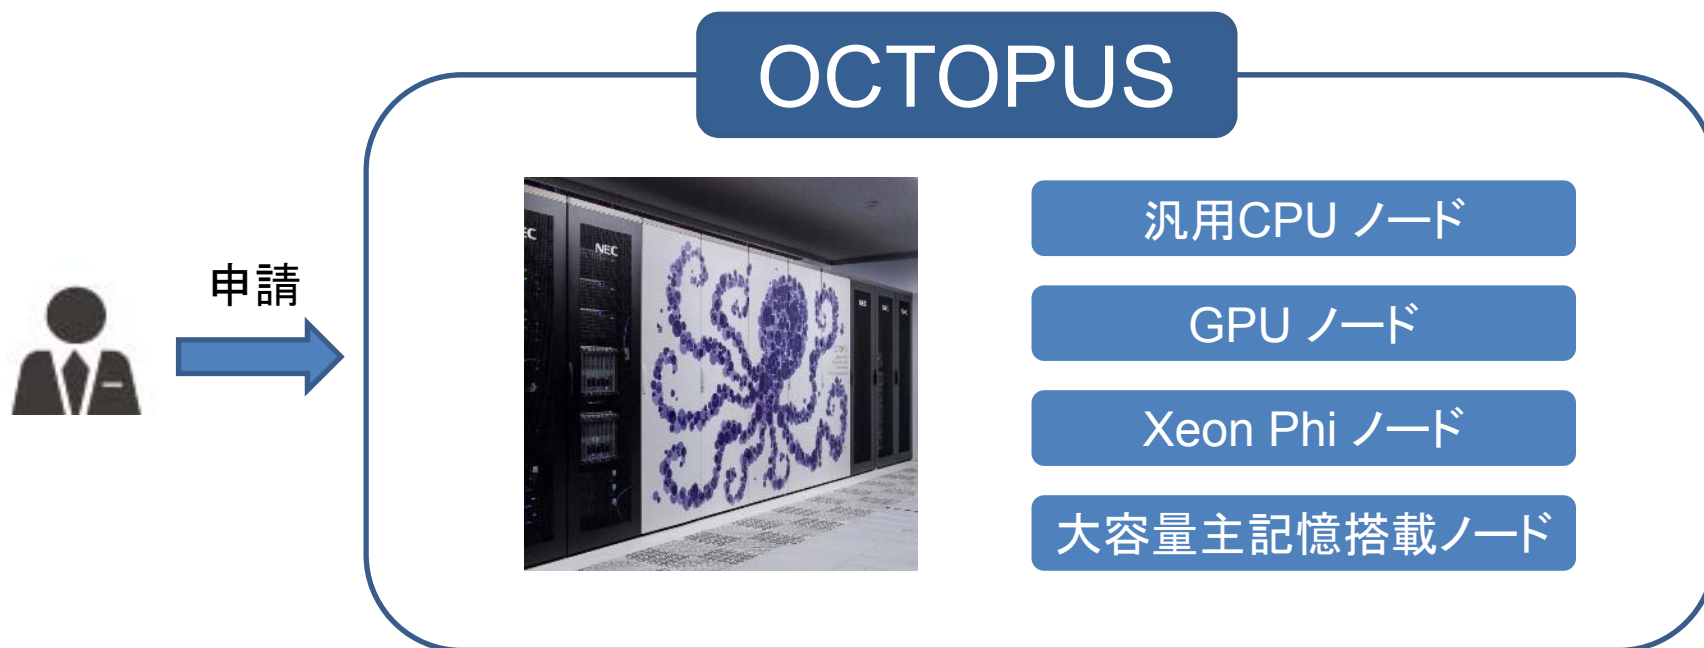 OCTOPUS
申請
NEC
汎用CPU ノード
GPU ノード
Xeon Phi ノード
大容量主記憶搭載ノード